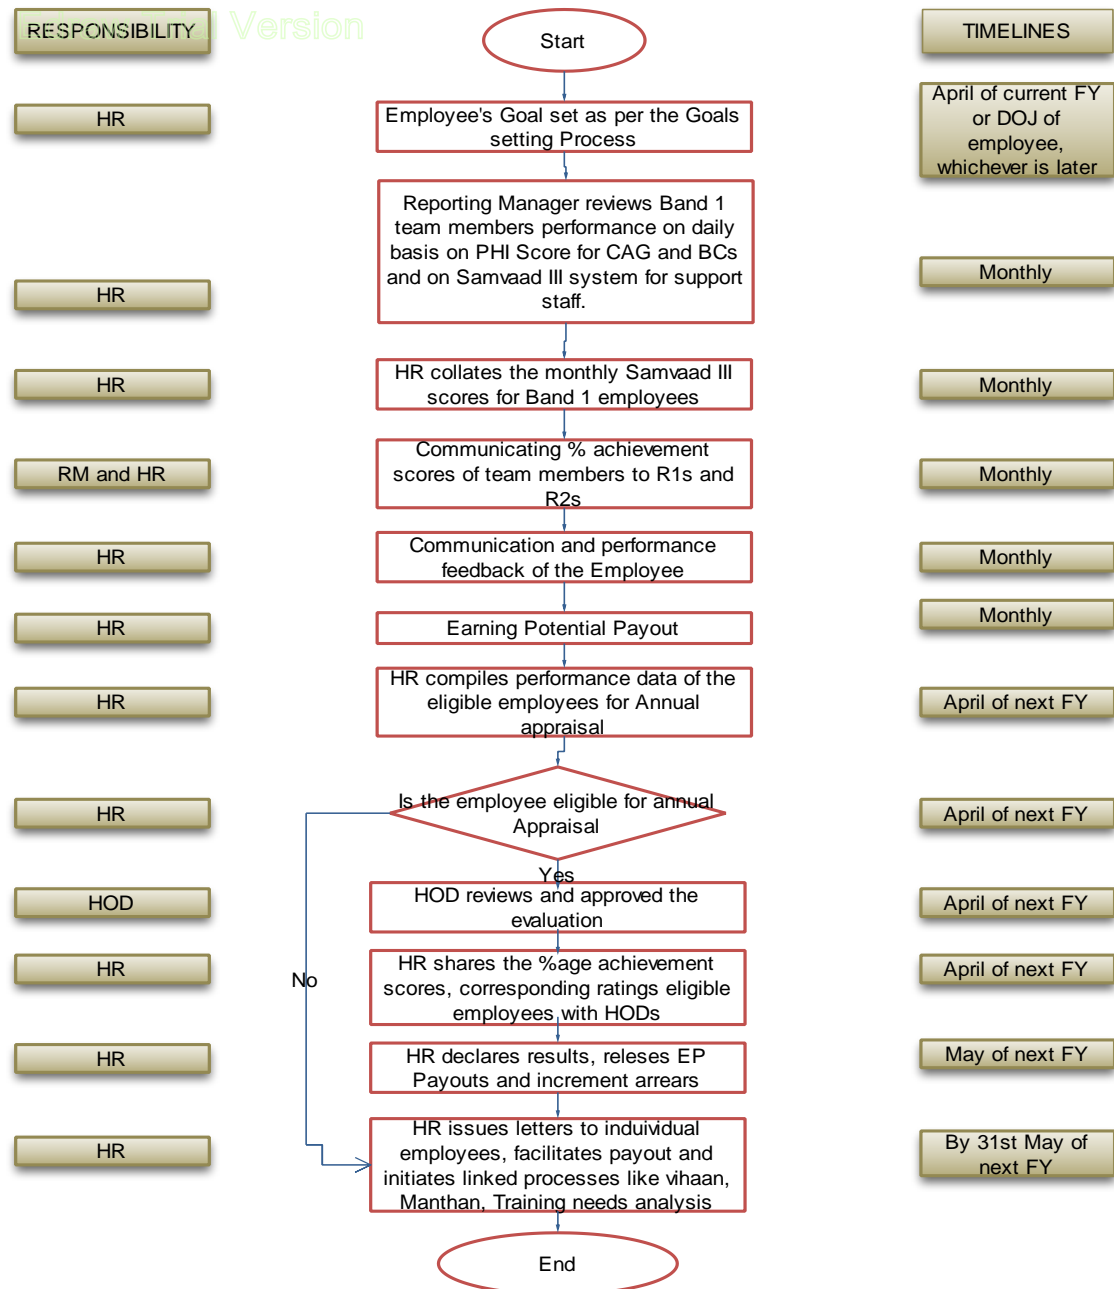 RESPONSIBILITY
Version
Start
TIMELINES
HR
Employee's Goal set as per the Goals
setting Process
April of current FY
or DOJ of
employee,
whichever is later
HR
Reporting Manager reviews Band 1
team members performance on daily
basis on PHI Score for CAG and BCs
and on Samvaad III system for support
staff.
Monthly
HR
HR collates the monthly Samvaad III
scores for Band 1 employees
Monthly
RM and HR
Communicating % achievement
scores of team members to R1s and
R2s
Monthly
HR
Communication and performance
feedback of the Employee
Monthly
HR
Earning Potential Payout
Monthly
HR
HR compiles performance data of the
eligible employees for Annual
appraisal
April of next FY
HR
Is the employee eligible for annual
Appraisal
April of next FY
Yes
HOD
HOD reviews and approved the
evaluation
April of next FY
HR
No
HR shares the %age achievement
scores, corresponding ratings eligible
employees with HODs
April of next FY
HR
HR declares results, releses EP
Payouts and increment arrears
May of next FY
HR
HR issues letters to induividual
employees, facilitates payout and
initiates linked processes like vihaan,
Manthan, Training needs analysis
By 31st May of
next FY
End